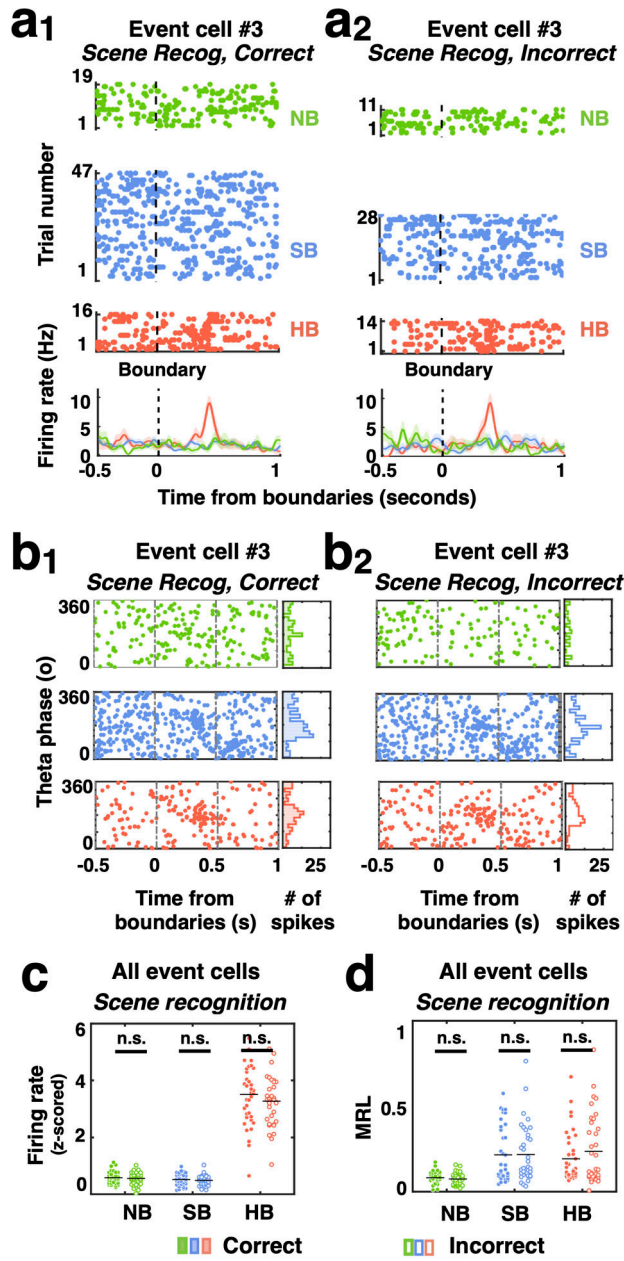 a1
Event cell #3
Scene Recog, Correct
19
1
NB
Trial number
47
1
SB
16
1
HB
Boundary
Firing rate (Hz)
10
5
0
-0.5 0 1
a2
Event cell #3
Scene Recog, Incorrect
11
1
NB
28
1
SB
14
1
HB
Boundary
10
5
0
-0.5 0 1
Time from boundaries (seconds)
b1
Event cell #3
Scene Recog, Correct
Theta phase (o)
360
0
360
0
360
0
-0.5 0 0.5 1 25
Time from
boundaries (s)
# of
spikes
b2
Event cell #3
Scene Recog, Incorrect
-0.5 0 0.5 1 25
Time from
boundaries (s)
# of
spikes
c
All event cells
Scene recognition
Firing rate
(z-scored)
6
4
2
0
n.s. n.s. n.s.
NB SB HB
d
All event cells
Scene recognition
MRL
1
0.5
0
n.s. n.s. n.s.
NB SB HB
Correct
Incorrect